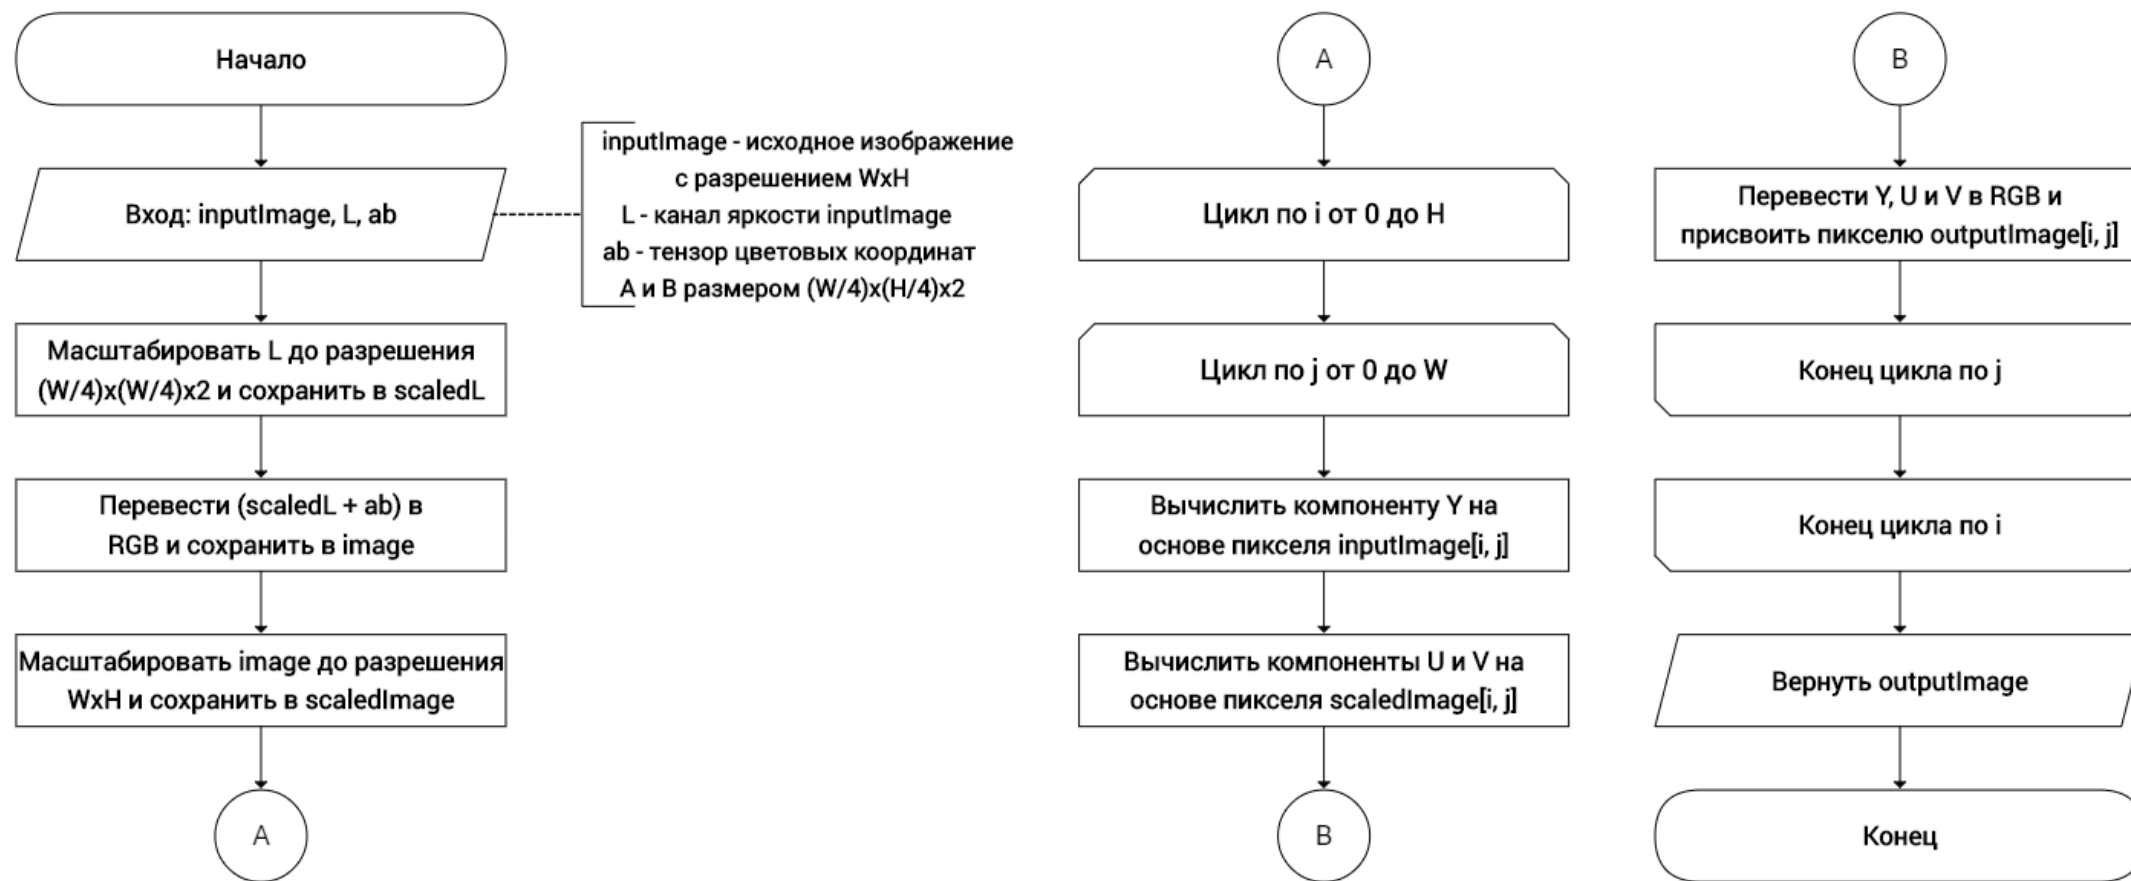 Начало
Вход: inputImage, L, ab
inputImage - исходное изображение
с разрешением WxH
L - канал яркости inputImage
ab - тензор цветовых координат
A и B размером (W/4)x(H/4)x2
Масштабировать L до разрешения
(W/4)x(W/4)x2 и сохранить в scaledL
Перевести (scaledL + ab) в
RGB и сохранить в image
Масштабировать image до разрешения
WxH и сохранить в scaledImage
A
A
Цикл по i от 0 до H
Цикл по j от 0 до W
Вычислить компоненту Y на
основе пикселя inputImage[i, j]
Вычислить компоненты U и V на
основе пикселя scaledImage[i, j]
B
B
Перевести Y, U и V в RGB и
присвоить пикселю outputImage[i, j]
Конец цикла по j
Конец цикла по i
Вернуть outputImage
Конец